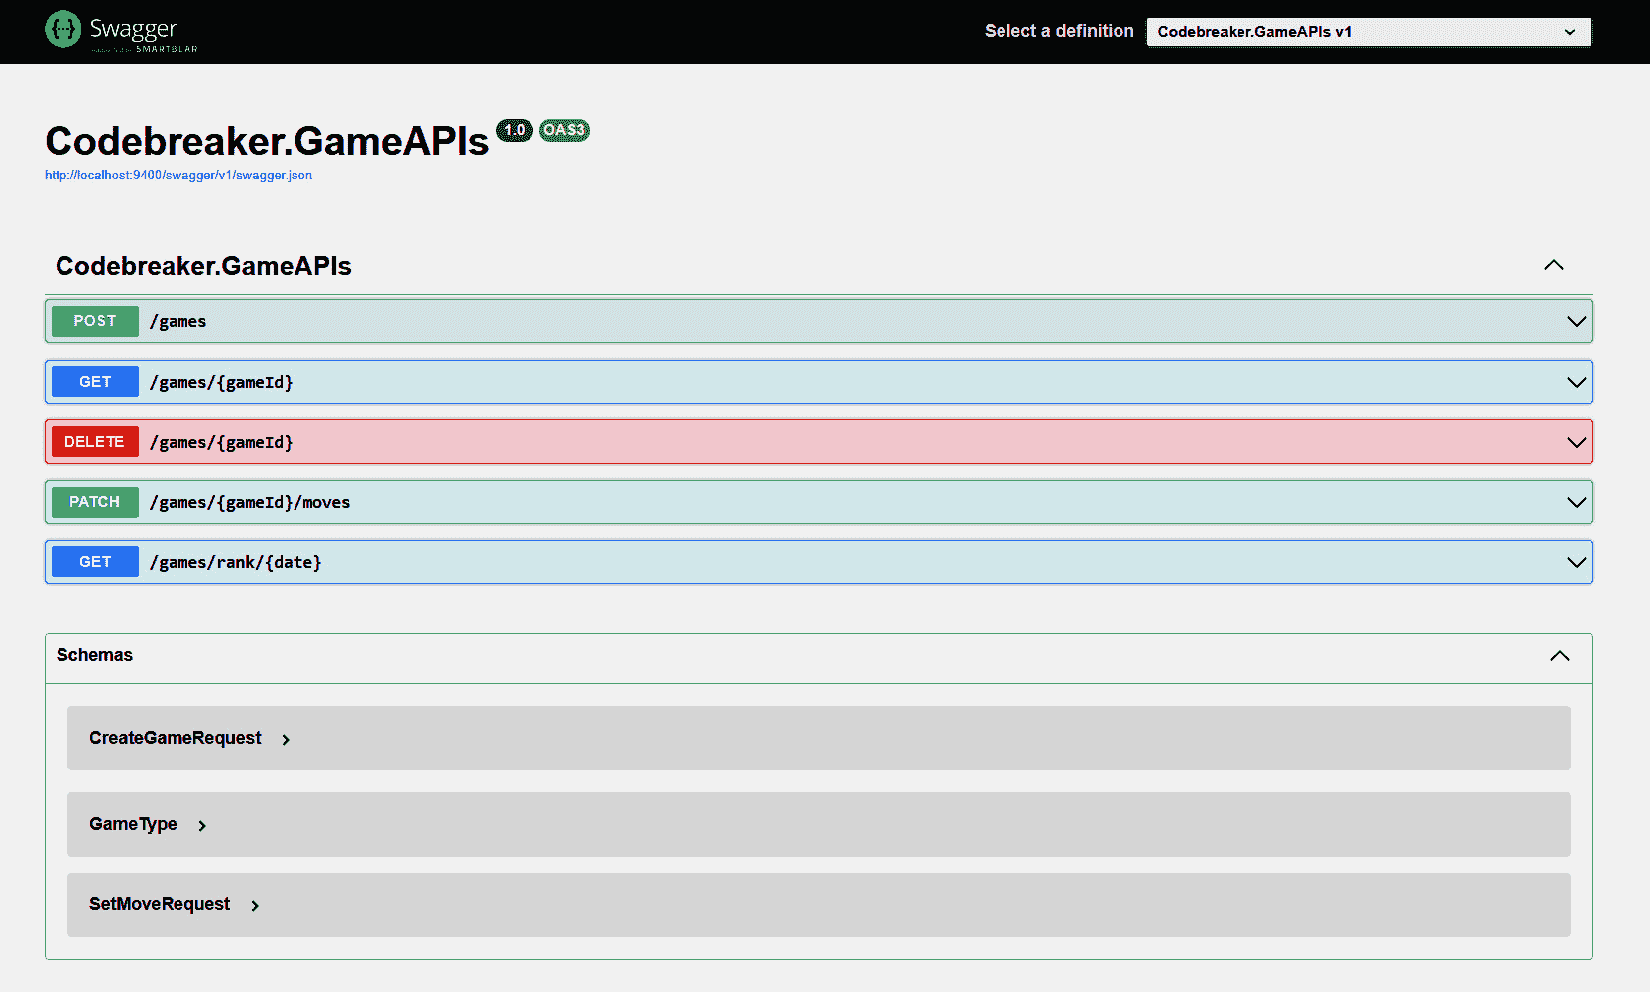 Swagger
SMARTBEAR
Select a definition
Codebreaker.GameAPIs v1
Codebreaker.GameAPIs 1.0 OAS3
http://localhost:9400/swagger/v1/swagger.json
Codebreaker.GameAPIs
POST /games
GET /games/{gameId}
DELETE /games/{gameId}
PATCH /games/{gameId}/moves
GET /games/rank/{date}
Schemas
CreateGameRequest
GameType
SetMoveRequest